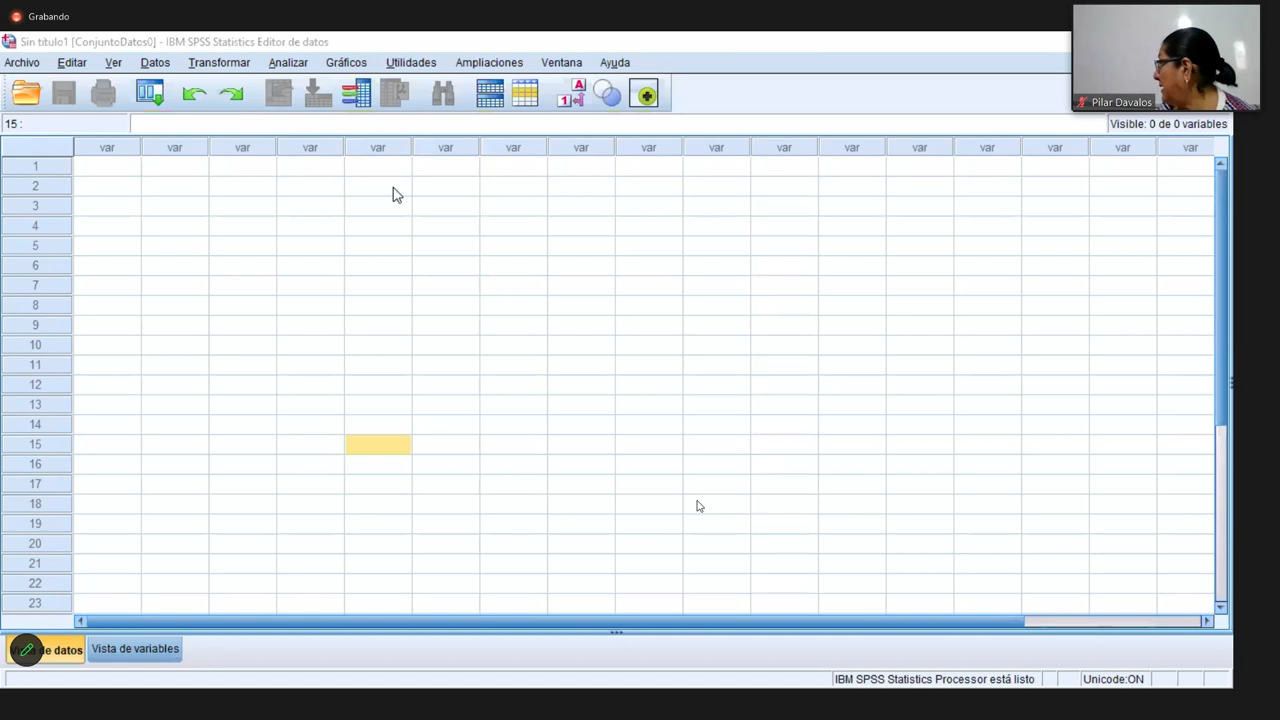 Grabando
Sin título1 [ConjuntoDatos0] - IBM SPSS Statistics Editor de datos
Archivo Editar Ver Datos Transformar Analizar Gráficos Utilidades Ampliaciones Ventana Ayuda
A
1
Pilar Davalos
15 :
Visible: 0 de 0 variables
var var var var var var var var var var var var var var var var var
1
2
3
4
5
6
7
8
9
10
11
12
13
14
15
16
17
18
19
20
21
22
23
de datos Vista de variables
IBM SPSS Statistics Processor está listo Unicode:ON